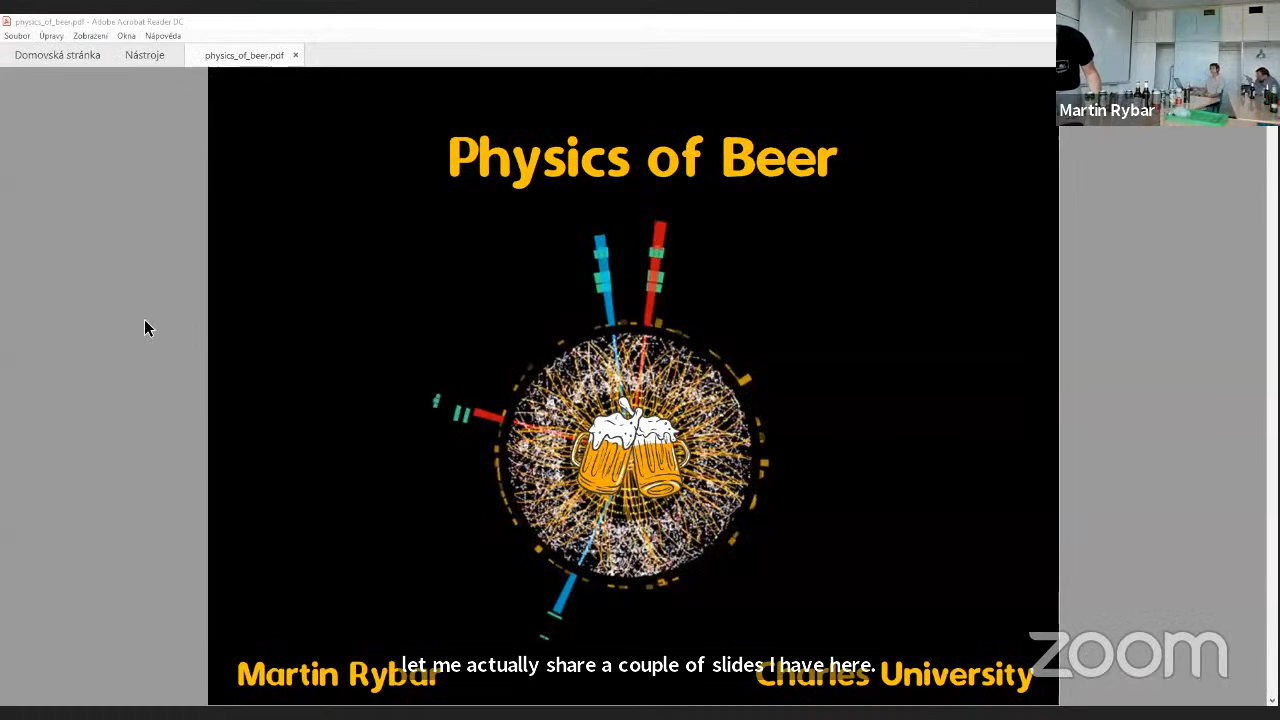 physics_of_beer.pdf - Adobe Acrobat Reader DC
Soubor Úpravy Zobrazení Okna Nápověda
Domovská stránka Nástroje physics_of_beer.pdf ×
Martin Rybar
Physics of Beer
let me actually share a couple of slides I have here.
Martin Rybar Charles University
zoom